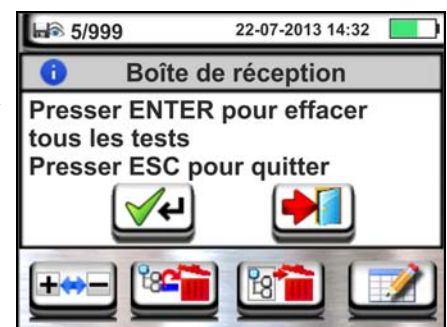 5/999 22-07-2013 14:32
Boîte de réception
Presser ENTER pour effacer
tous les tests
Presser ESC pour quitter